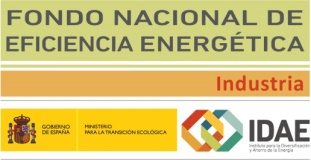 FONDO NACIONAL DE
EFICIENCIA ENERGÉTICA
Industria
GOBIERNO
DE ESPAÑA
MINISTERIO
PARA LA TRANSICIÓN ECOLÓGICA
IDAE
Instituto para la Diversificación
y Ahorro de la Energía